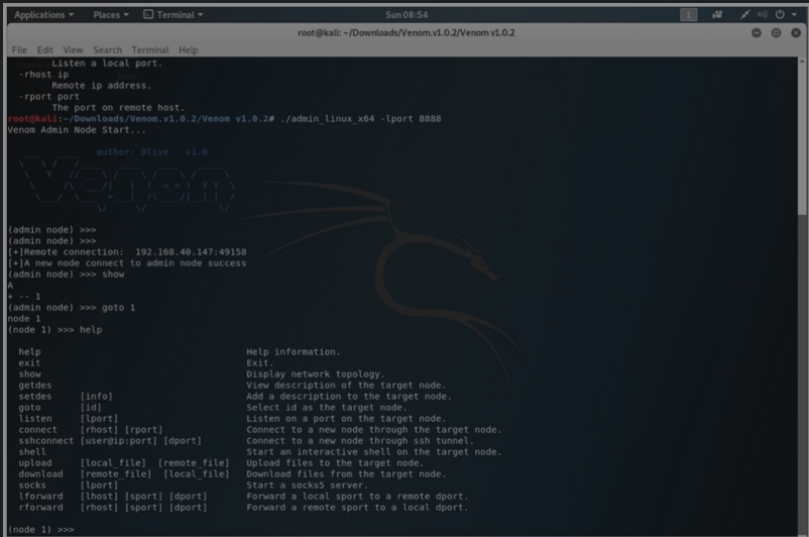 Applications Places Terminal Sun 08:54 1
root@kali: ~/Downloads/Venom.v1.0.2/Venom v1.0.2
File Edit View Search Terminal Help
Listen a local port.
-rhost ip
Remote ip address.
-rport port
The port on remote host.
root@kali:~/Downloads/Venom.v1.0.2/Venom v1.0.2# ./admin_linux_x64 -lport 8888
Venom Admin Node Start...
author: Dlive v1.0
Venom
(admin node) >>>
(admin node) >>>
[+]Remote connection: 192.168.40.147:49158
[+]A new node connect to admin node success
(admin node) >>> show
A
+ -- 1
(admin node) >>> goto 1
node 1
(node 1) >>> help
help Help information.
exit Exit.
show Display network topology.
getdes View description of the target node.
setdes [info] Add a description to the target node.
goto [id] Select id as the target node.
listen [lport] Listen on a port on the target node.
connect [rhost] [rport] Connect to a new node through the target node.
sshconnect [user@ip:port] [dport] Connect to a new node through ssh tunnel.
shell Start an interactive shell on the target node.
upload [local_file] [remote_file] Upload files to the target node.
download [remote_file] [local_file] Download files from the target node.
socks [lport] Start a socks5 server.
lforward [lhost] [sport] [dport] Forward a local sport to a remote dport.
rforward [rhost] [sport] [dport] Forward a remote sport to a local dport.
(node 1) >>>